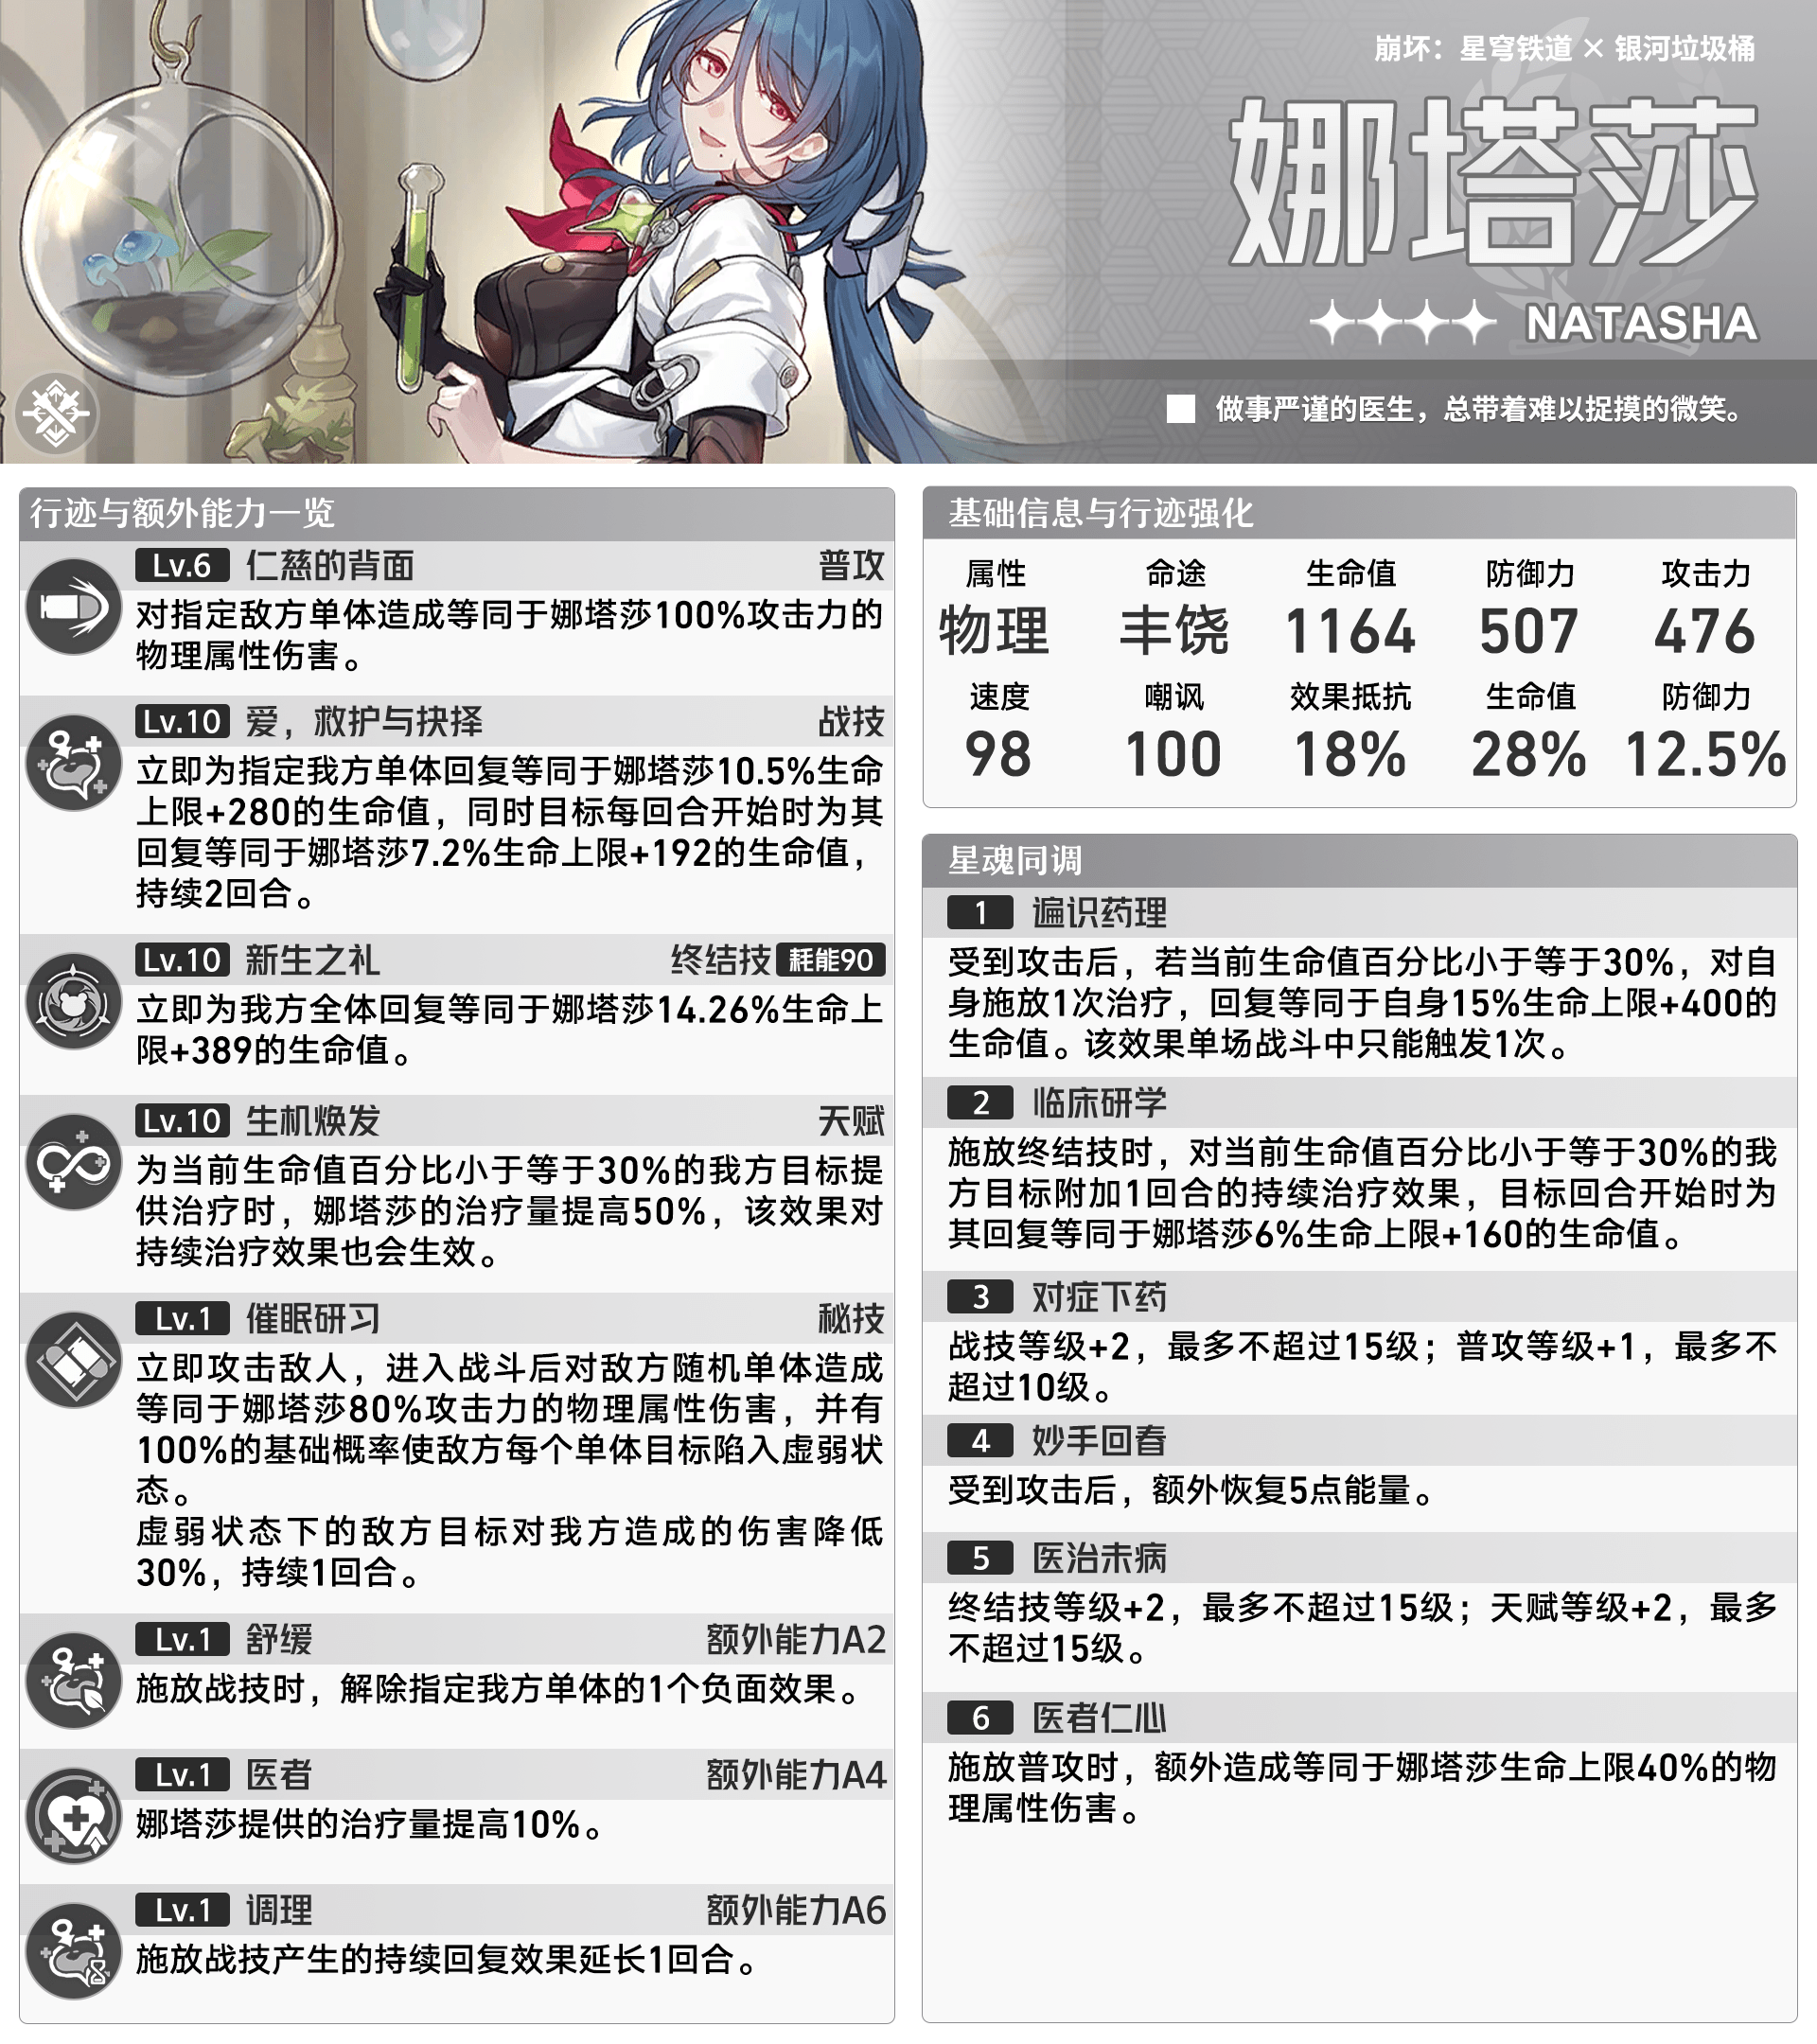 崩坏：星穹铁道 × 银河垃圾桶
娜塔莎
NATASHA
做事严谨的医生，总带着难以捉摸的微笑。
行迹与额外能力一览
Lv.6 仁慈的背面 普攻
对指定敌方单体造成等同于娜塔莎100%攻击力的
物理属性伤害。
Lv.10 爱，救护与抉择 战技
立即为指定我方单体回复等同于娜塔莎10.5%生命
上限+280的生命值，同时目标每回合开始时为其
回复等同于娜塔莎7.2%生命上限+192的生命值，
持续2回合。
Lv.10 新生之礼 终结技 耗能90
立即为我方全体回复等同于娜塔莎14.26%生命上
限+389的生命值。
Lv.10 生机焕发 天赋
为当前生命值百分比小于等于30%的我方目标提
供治疗时，娜塔莎的治疗量提高50%，该效果对
持续治疗效果也会生效。
Lv.1 催眠研习 秘技
立即攻击敌人，进入战斗后对敌方随机单体造成
等同于娜塔莎80%攻击力的物理属性伤害，并有
100%的基础概率使敌方每个单体目标陷入虚弱状
态。
虚弱状态下的敌方目标对我方造成的伤害降低
30%，持续1回合。
Lv.1 舒缓 额外能力A2
施放战技时，解除指定我方单体的1个负面效果。
Lv.1 医者 额外能力A4
娜塔莎提供的治疗量提高10%。
Lv.1 调理 额外能力A6
施放战技产生的持续回复效果延长1回合。
基础信息与行迹强化
属性 命途 生命值 防御力 攻击力
物理 丰饶 1164 507 476
速度 嘲讽 效果抵抗 生命值 防御力
98 100 18% 28% 12.5%
星魂同调
1 遍识药理
受到攻击后，若当前生命值百分比小于等于30%，对自
身施放1次治疗，回复等同于自身15%生命上限+400的
生命值。该效果单场战斗中只能触发1次。
2 临床研学
施放终结技时，对当前生命值百分比小于等于30%的我
方目标附加1回合的持续治疗效果，目标回合开始时为
其回复等同于娜塔莎6%生命上限+160的生命值。
3 对症下药
战技等级+2，最多不超过15级；普攻等级+1，最多不
超过10级。
4 妙手回春
受到攻击后，额外恢复5点能量。
5 医治未病
终结技等级+2，最多不超过15级；天赋等级+2，最多
不超过15级。
6 医者仁心
施放普攻时，额外造成等同于娜塔莎生命上限40%的物
理属性伤害。